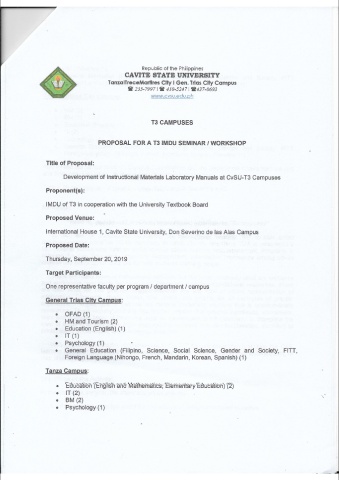 Republic of the Philippines
CAVITE STATE UNIVERSITY
Tanza|TreceMartires City | Gen. Trias City Campus
☎ 235-7997 | ☎ 419-5247 | ☎437-0693
www.cvsu.edu.ph
T3 CAMPUSES
PROPOSAL FOR A T3 IMDU SEMINAR / WORKSHOP
Title of Proposal:
Development of Instructional Materials Laboratory Manuals at CvSU-T3 Campuses
Proponent(s):
IMDU of T3 in cooperation with the University Textbook Board
Proposed Venue:
International House 1, Cavite State University, Don Severino de las Alas Campus
Proposed Date:
Thursday, September 20, 2019
Target Participants:
One representative faculty per program / department / campus
General Trias City Campus:
• OFAD (1)
• HM and Tourism (2)
• Education (English) (1)
• IT (1)
• Psychology (1)
• General Education (Filipino, Science, Social Science, Gender and Society, FITT,
Foreign Language (Nihongo, French, Mandarin, Korean, Spanish) (1)
Tanza Campus:
• Education (English and Mathematics; Elementary Education) (2)
• IT (2)
• BM (2)
• Psychology (1)